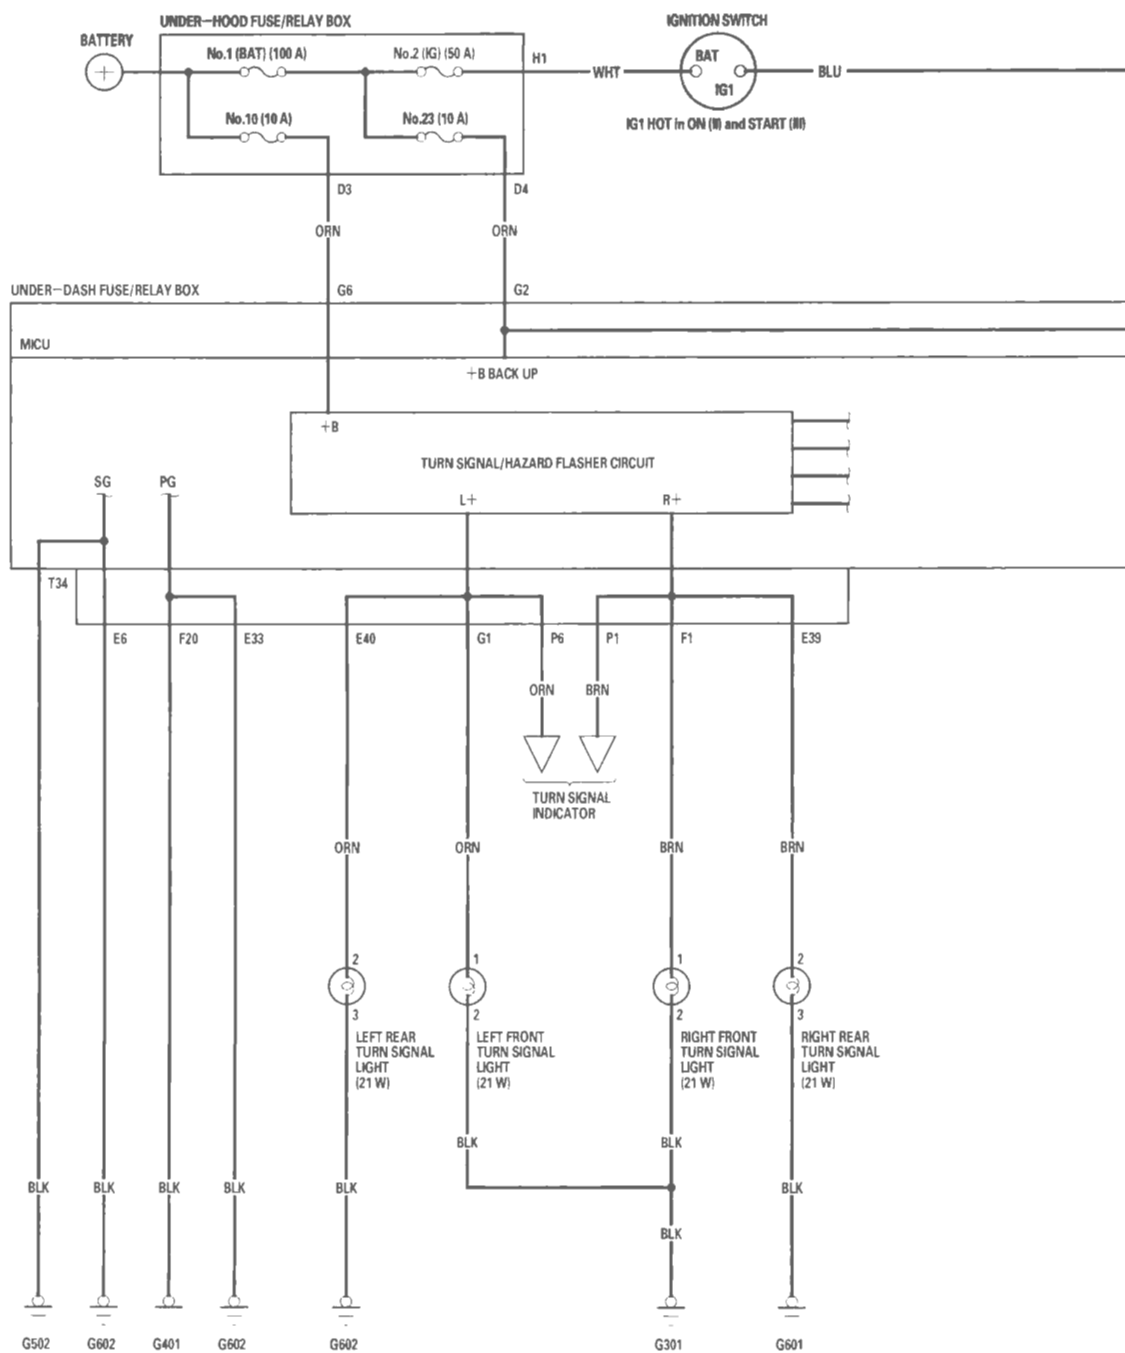 UNDER-HOOD FUSE/RELAY BOX
IGNITION SWITCH
BATTERY
No.1 (BAT) (100 A)
No.2 (IG) (50 A)
H1
WHT
BAT
IG1
BLU
No.10 (10 A)
No.23 (10 A)
IG1 HOT in ON (II) and START (III)
D3
D4
ORN
ORN
UNDER-DASH FUSE/RELAY BOX
G6
G2
MICU
+B BACK UP
+B
TURN SIGNAL/HAZARD FLASHER CIRCUIT
SG
PG
L+
R+
T34
E6
F20
E33
E40
G1
P6
P1
F1
E39
ORN
BRN
TURN SIGNAL
INDICATOR
ORN
ORN
BRN
BRN
2
1
1
2
3
2
2
3
LEFT REAR
TURN SIGNAL
LIGHT
(21 W)
LEFT FRONT
TURN SIGNAL
LIGHT
(21 W)
RIGHT FRONT
TURN SIGNAL
LIGHT
(21 W)
RIGHT REAR
TURN SIGNAL
LIGHT
(21 W)
BLK
BLK
BLK
BLK
BLK
BLK
BLK
BLK
BLK
G502
G602
G401
G602
G602
G301
G601